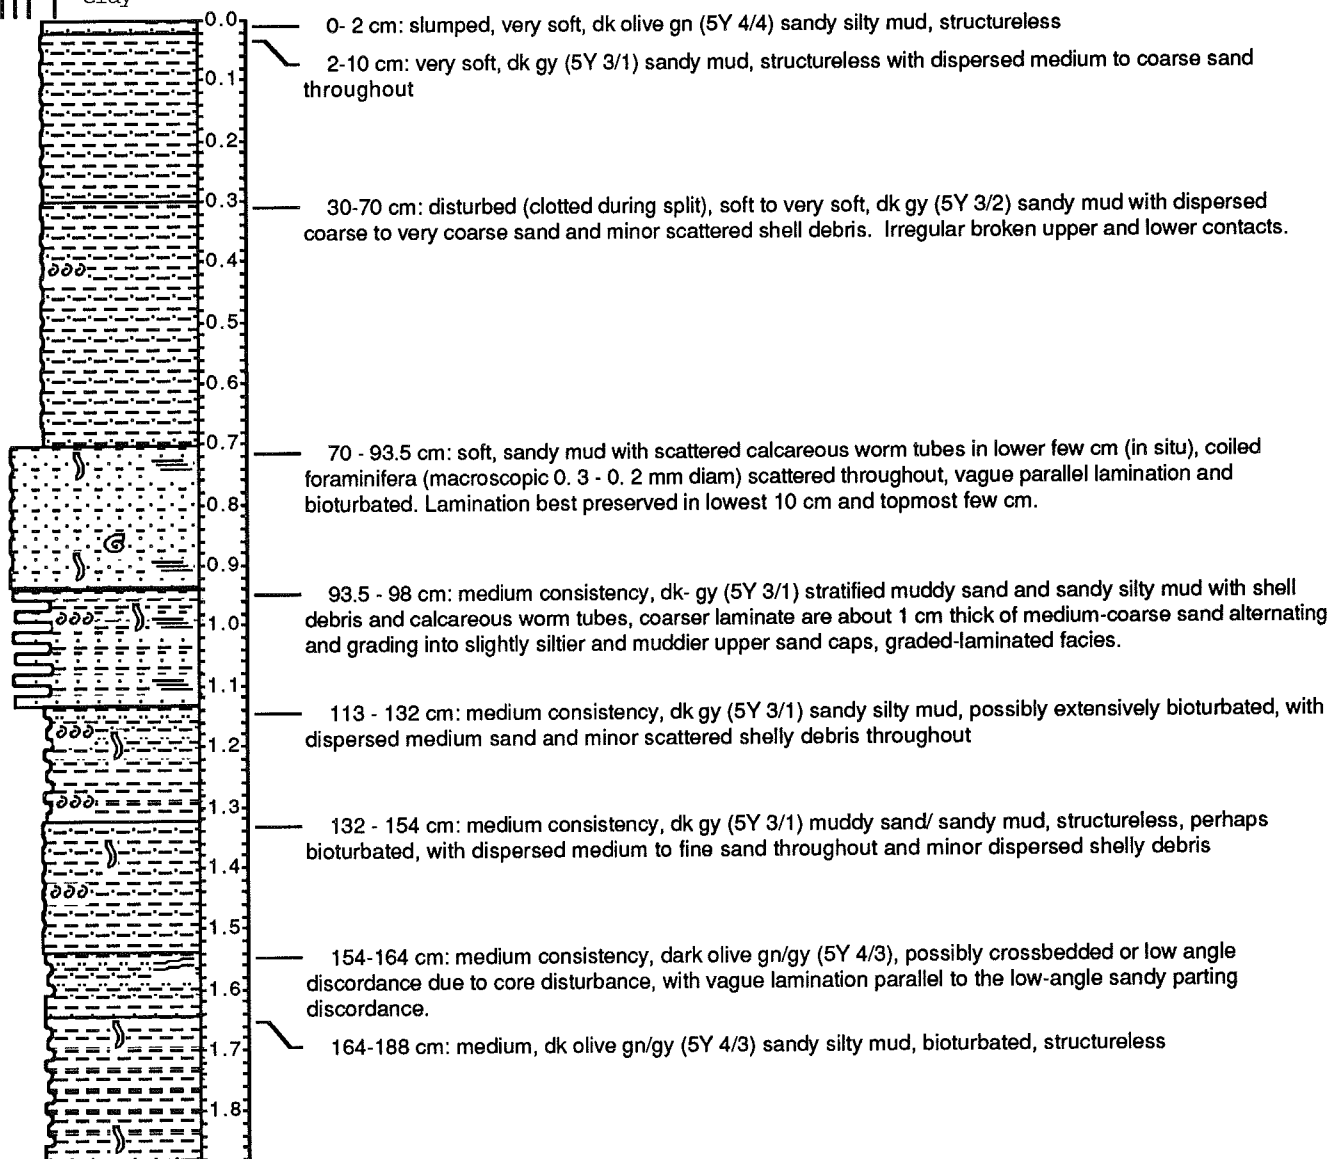 Clay
0.0
0- 2 cm: slumped, very soft, dk olive gn (5Y 4/4) sandy silty mud, structureless
2-10 cm: very soft, dk gy (5Y 3/1) sandy mud, structureless with dispersed medium to coarse sand
throughout
0.1
0.2
0.3
30-70 cm: disturbed (clotted during split), soft to very soft, dk gy (5Y 3/2) sandy mud with dispersed
coarse to very coarse sand and minor scattered shell debris. Irregular broken upper and lower contacts.
0.4
0.5
0.6
0.7
70 - 93.5 cm: soft, sandy mud with scattered calcareous worm tubes in lower few cm (in situ), coiled
foraminifera (macroscopic 0. 3 - 0. 2 mm diam) scattered throughout, vague parallel lamination and
bioturbated. Lamination best preserved in lowest 10 cm and topmost few cm.
0.8
0.9
93.5 - 98 cm: medium consistency, dk- gy (5Y 3/1) stratified muddy sand and sandy silty mud with shell
debris and calcareous worm tubes, coarser laminate are about 1 cm thick of medium-coarse sand alternating
and grading into slightly siltier and muddier upper sand caps, graded-laminated facies.
1.0
1.1
113 - 132 cm: medium consistency, dk gy (5Y 3/1) sandy silty mud, possibly extensively bioturbated, with
dispersed medium sand and minor scattered shelly debris throughout
1.2
1.3
132 - 154 cm: medium consistency, dk gy (5Y 3/1) muddy sand/ sandy mud, structureless, perhaps
bioturbated, with dispersed medium to fine sand throughout and minor dispersed shelly debris
1.4
1.5
154-164 cm: medium consistency, dark olive gn/gy (5Y 4/3), possibly crossbedded or low angle
discordance due to core disturbance, with vague lamination parallel to the low-angle sandy parting
discordance.
1.6
164-188 cm: medium, dk olive gn/gy (5Y 4/3) sandy silty mud, bioturbated, structureless
1.7
1.8